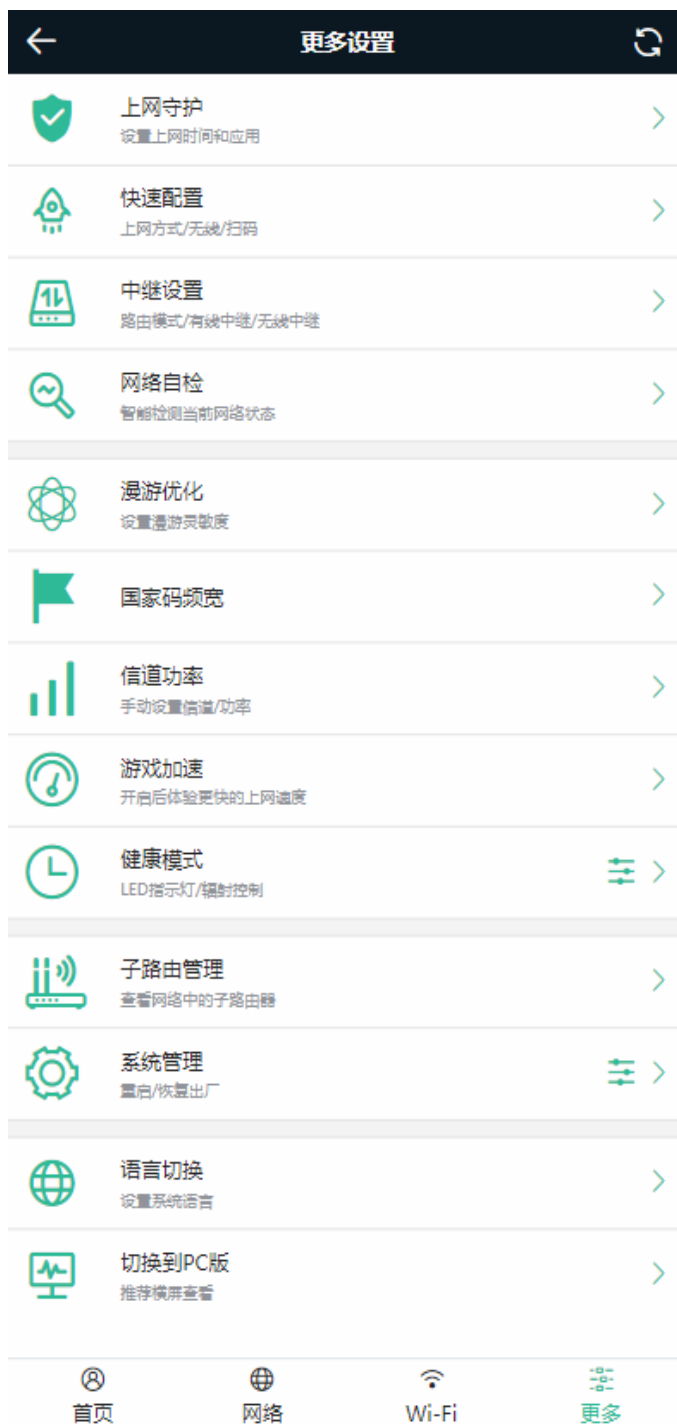 更多设置
上网守护
设置上网时间和应用
快速配置
上网方式/无线/扫码
中继设置
路由模式/有线中继/无线中继
网络自检
智能检测当前网络状态
漫游优化
设置漫游灵敏度
国家码频宽
信道功率
手动设置信道/功率
游戏加速
开启后体验更快的上网速度
健康模式
LED指示灯/辐射控制
子路由管理
查看网络中的子路由器
系统管理
重启/恢复出厂
语言切换
设置系统语言
切换到PC版
推荐横屏查看
首页 网络 Wi-Fi 更多